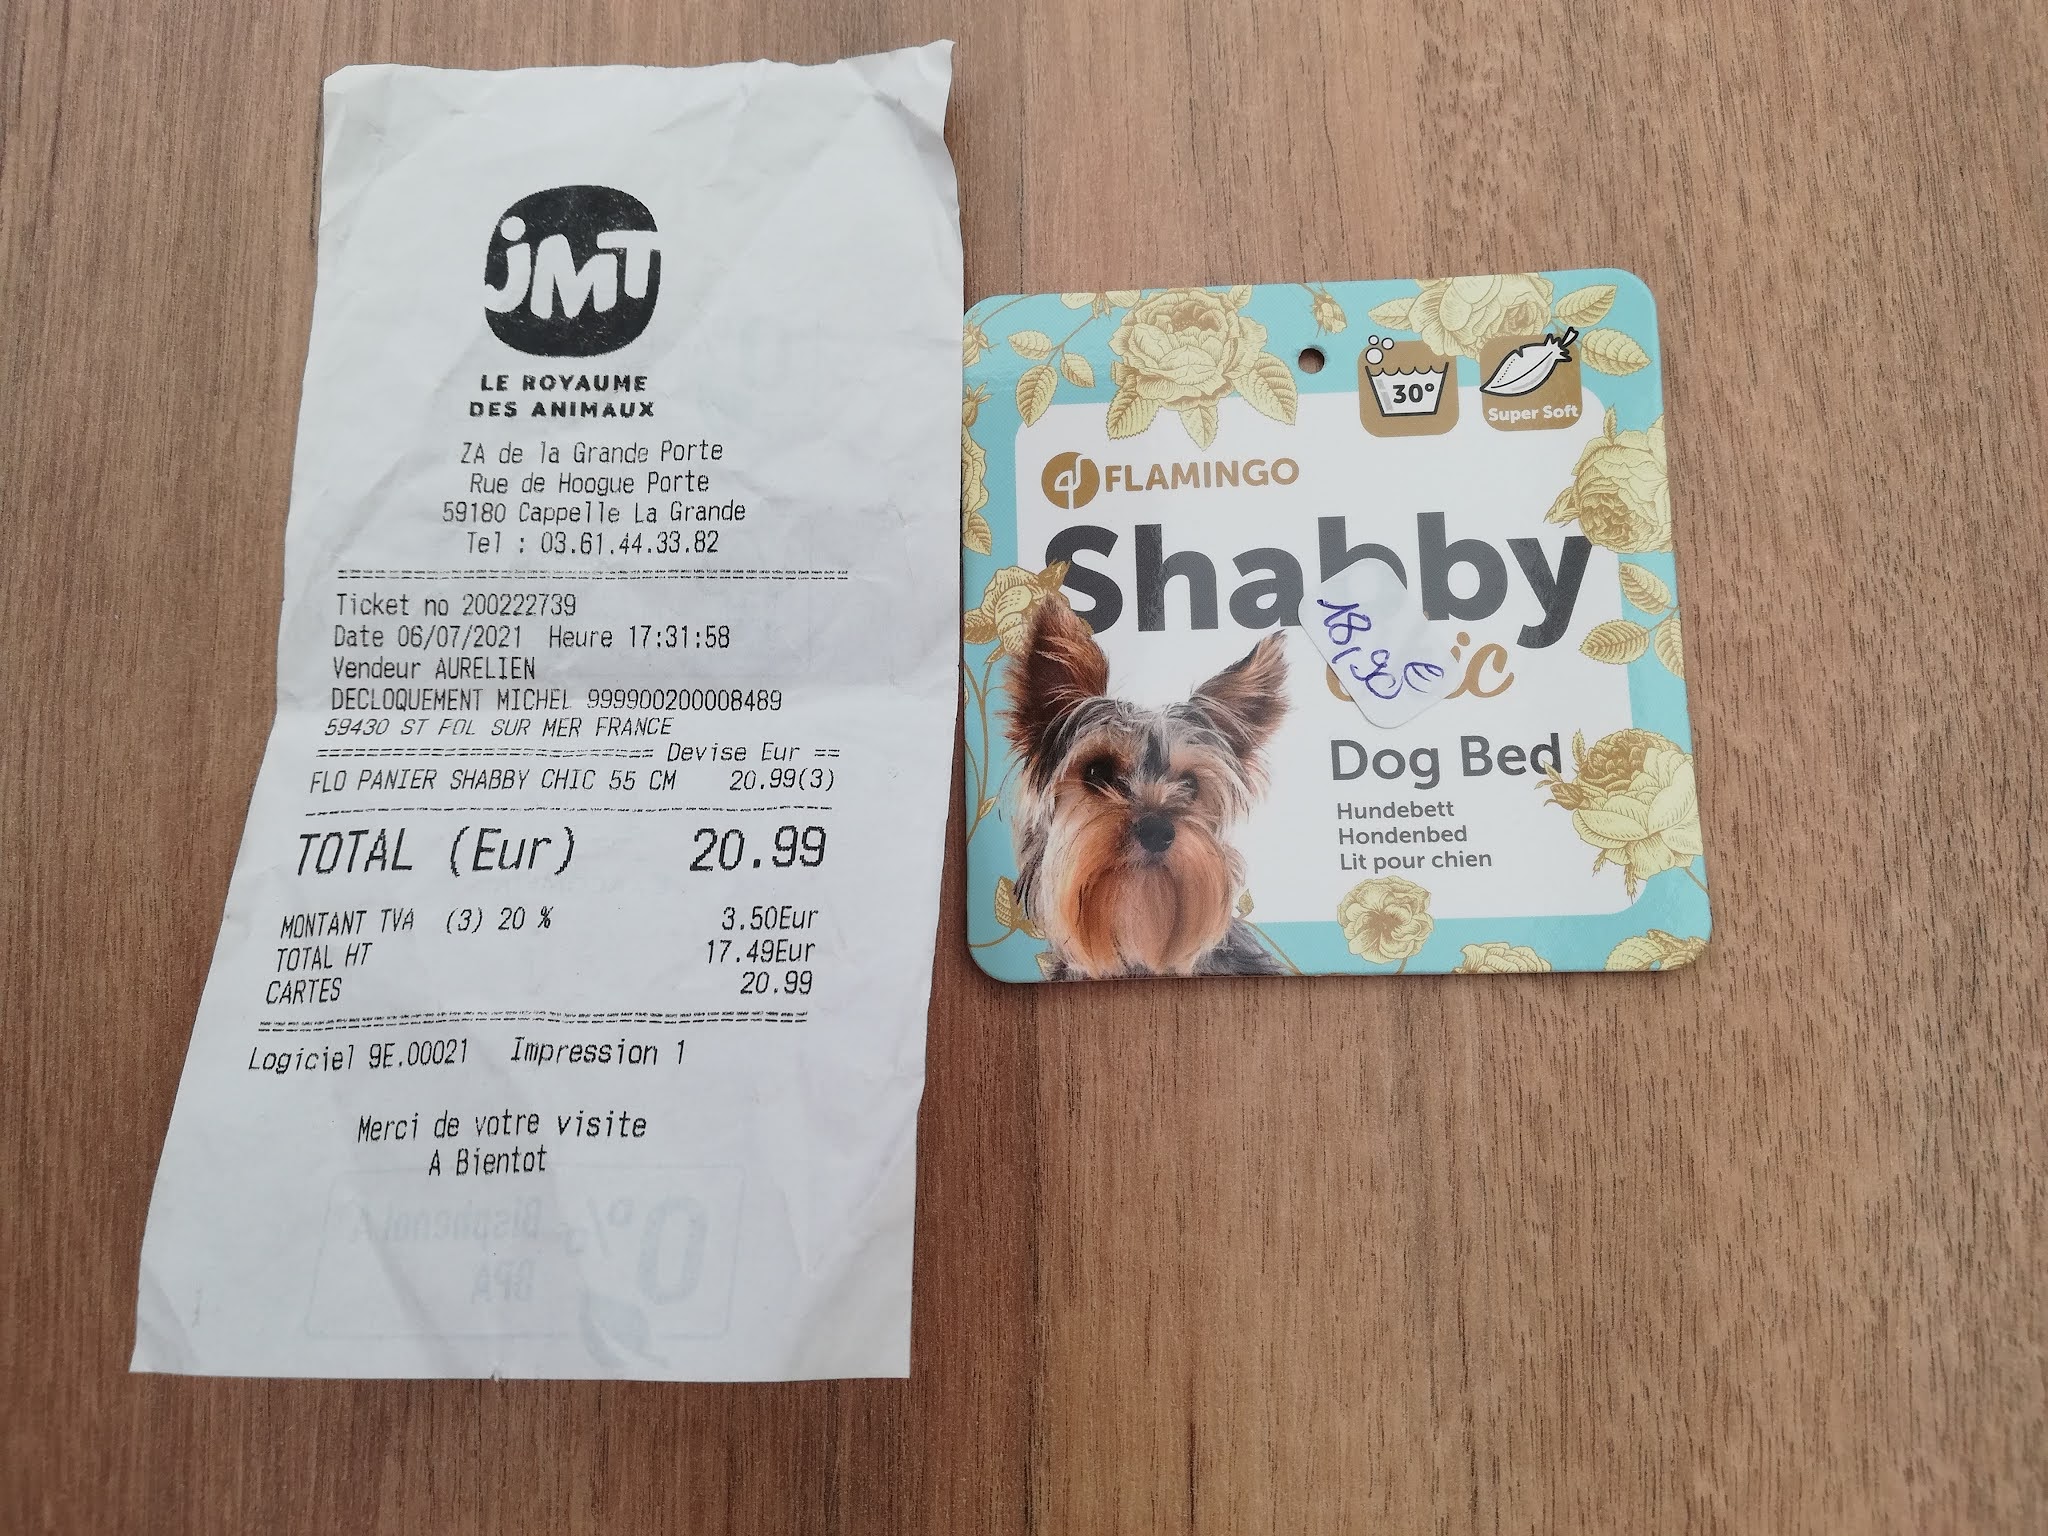 JMT
LE ROYAUME
DES ANIMAUX
ZA de la Grande Porte
Rue de Hoogue Porte
59180 Cappelle La Grande
Tel : 03.61.44.33.82
Ticket no 200222739
Date 06/07/2021 Heure 17:31:58
Vendeur AURELIEN
DECLOQUEMENT MICHEL 999900200008489
59430 ST POL SUR MER FRANCE
============================ Devise Eur ==
FLO PANIER SHABBY CHIC 55 CM 20.99(3)
TOTAL (Eur) 20.99
MONTANT TVA (3) 20 % 3.50Eur
TOTAL HT 17.49Eur
CARTES 20.99
Logiciel 9E.00021 Impression 1
Merci de votre visite
A Bientot
0% Bisphenol A
BPA
30°
Super Soft
FLAMINGO
Shabby
18,90€
Dog Bed
Hundebett
Hondenbed
Lit pour chien